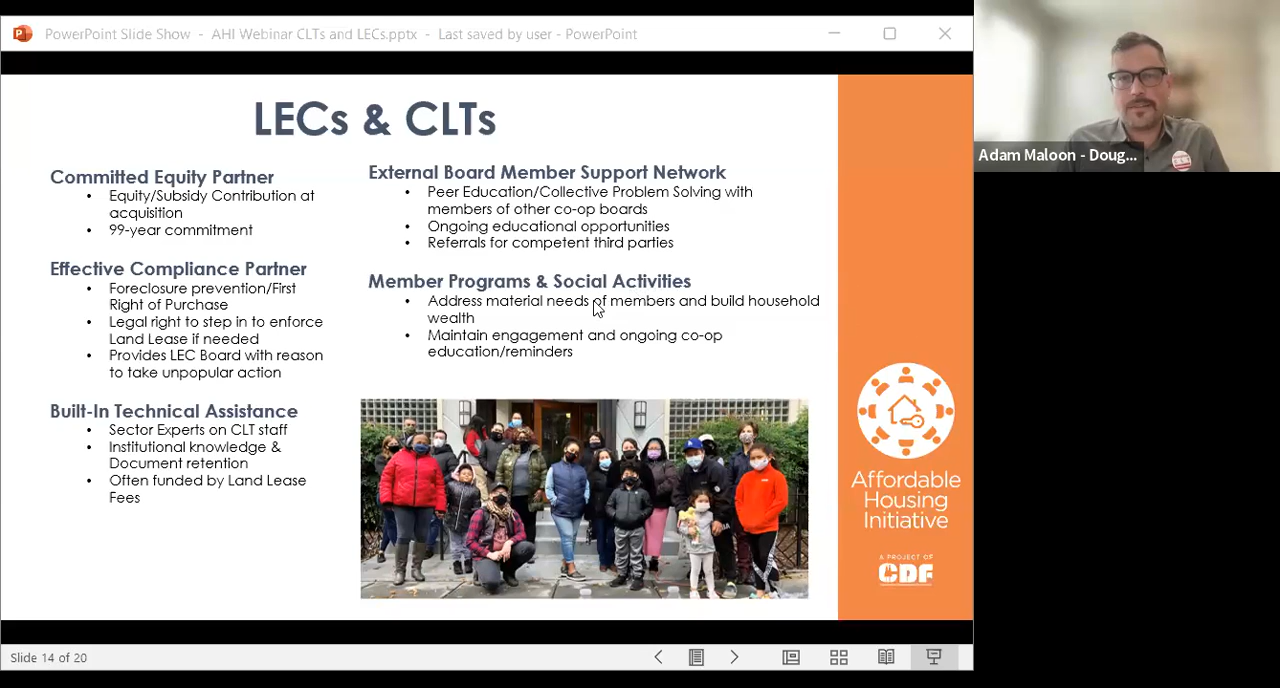 PowerPoint Slide Show - AHI Webinar CLTs and LECs.pptx - Last saved by user - PowerPoint
LECs & CLTs
Committed Equity Partner
• Equity/Subsidy Contribution at
acquisition
• 99-year commitment
Effective Compliance Partner
• Foreclosure prevention/First
Right of Purchase
• Legal right to step in to enforce
Land Lease if needed
• Provides LEC Board with reason
to take unpopular action
Built-In Technical Assistance
• Sector Experts on CLT staff
• Institutional knowledge &
Document retention
• Often funded by Land Lease
Fees
External Board Member Support Network
• Peer Education/Collective Problem Solving with
members of other co-op boards
• Ongoing educational opportunities
• Referrals for competent third parties
Member Programs & Social Activities
• Address material needs of members and build household
wealth
• Maintain engagement and ongoing co-op
education/reminders
Affordable
Housing
Initiative
A PROJECT OF
CDF
Adam Maloon - Doug...
Slide 14 of 20